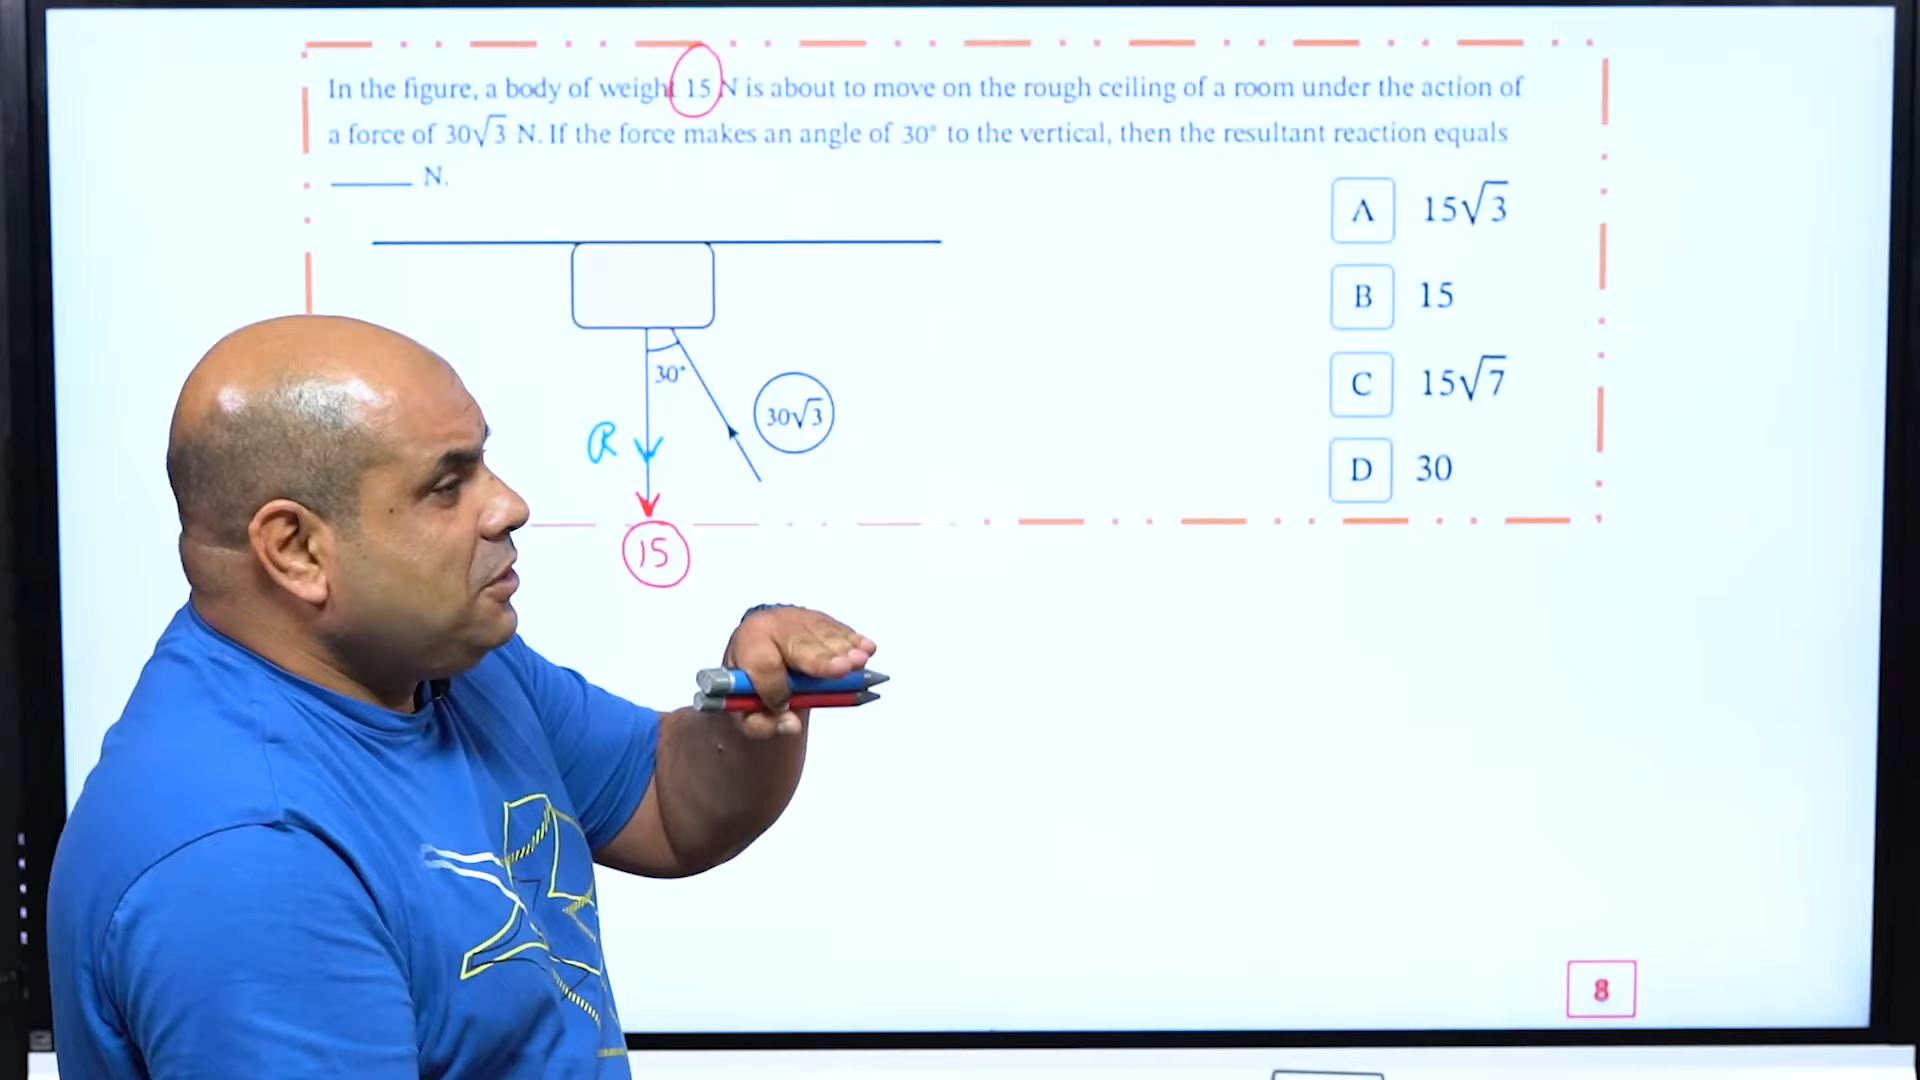 In the figure, a body of weight 15 N is about to move on the rough ceiling of a room under the action of
a force of 30√3 N. If the force makes an angle of 30° to the vertical, then the resultant reaction equals
______ N.
A 15√3
B 15
C 15√7
D 30
30°
30√3
R
15
8